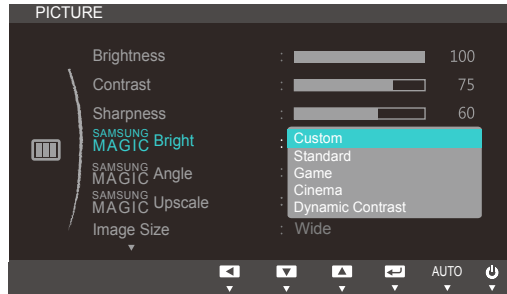 PICTURE
Brightness : 100
Contrast : 75
Sharpness : 60
SAMSUNG MAGIC Bright : Custom
Standard
Game
Cinema
Dynamic Contrast
SAMSUNG MAGIC Angle :
SAMSUNG MAGIC Upscale :
Image Size : Wide
AUTO